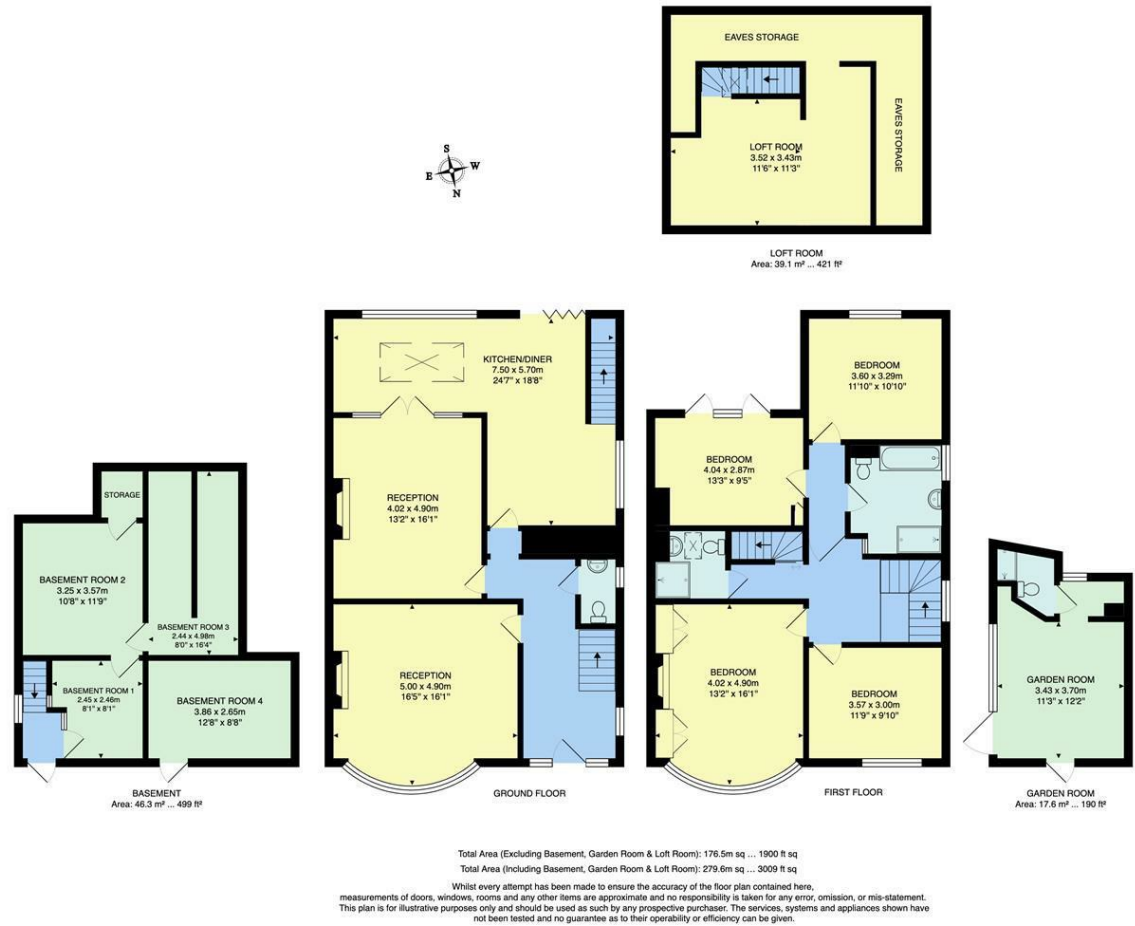 EAVES STORAGE
EAVES STORAGE
LOFT ROOM
3.52 x 3.43m
11'6" x 11'3"
LOFT ROOM
Area: 39.1 m² ... 421 ft²
S
E
W
N
KITCHEN/DINER
7.50 x 5.70m
24'7" x 18'8"
RECEPTION
4.02 x 4.90m
13'2" x 16'1"
RECEPTION
5.00 x 4.90m
16'5" x 16'1"
GROUND FLOOR
BEDROOM
3.60 x 3.29m
11'10" x 10'10"
BEDROOM
4.04 x 2.87m
13'3" x 9'5"
BEDROOM
4.02 x 4.90m
13'2" x 16'1"
BEDROOM
3.57 x 3.00m
11'9" x 9'10"
FIRST FLOOR
STORAGE
BASEMENT ROOM 2
3.25 x 3.57m
10'8" x 11'9"
BASEMENT ROOM 3
2.44 x 4.98m
8'0" x 16'4"
BASEMENT ROOM 1
2.45 x 2.46m
8'1" x 8'1"
BASEMENT ROOM 4
3.86 x 2.65m
12'8" x 8'8"
BASEMENT
Area: 46.3 m² ... 499 ft²
GARDEN ROOM
3.43 x 3.70m
11'3" x 12'2"
GARDEN ROOM
Area: 17.6 m² ... 190 ft²
Total Area (Excluding Basement, Garden Room & Loft Room): 176.5m sq ... 1900 ft sq
Total Area (Including Basement, Garden Room & Loft Room): 279.6m sq ... 3009 ft sq
Whilst every attempt has been made to ensure the accuracy of the floor plan contained here,
measurements of doors, windows, rooms and any other items are approximate and no responsibility is taken for any error, omission, or mis-statement.
This plan is for illustrative purposes only and should be used as such by any prospective purchaser. The services, systems and appliances shown have
not been tested and no guarantee as to their operability or efficiency can be given.